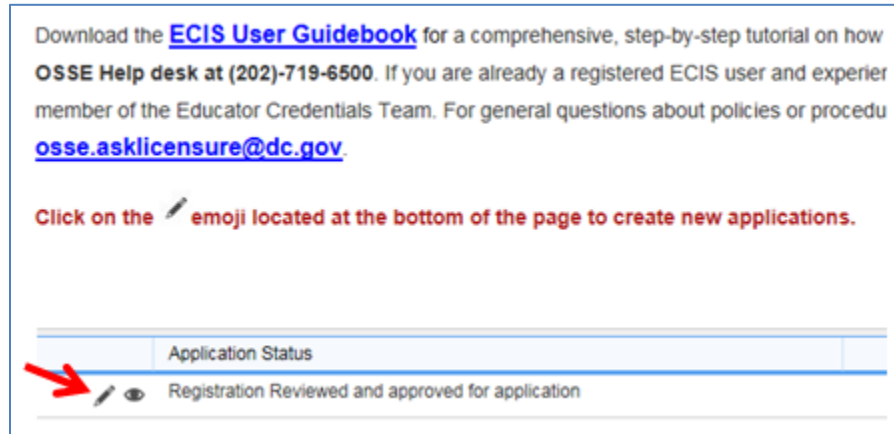 Download the ECIS User Guidebook for a comprehensive, step-by-step tutorial on how
OSSE Help desk at (202)-719-6500. If you are already a registered ECIS user and experier
member of the Educator Credentials Team. For general questions about policies or procedu
osse.asklicensure@dc.gov.
Click on the emoji located at the bottom of the page to create new applications.
Application Status
Registration Reviewed and approved for application